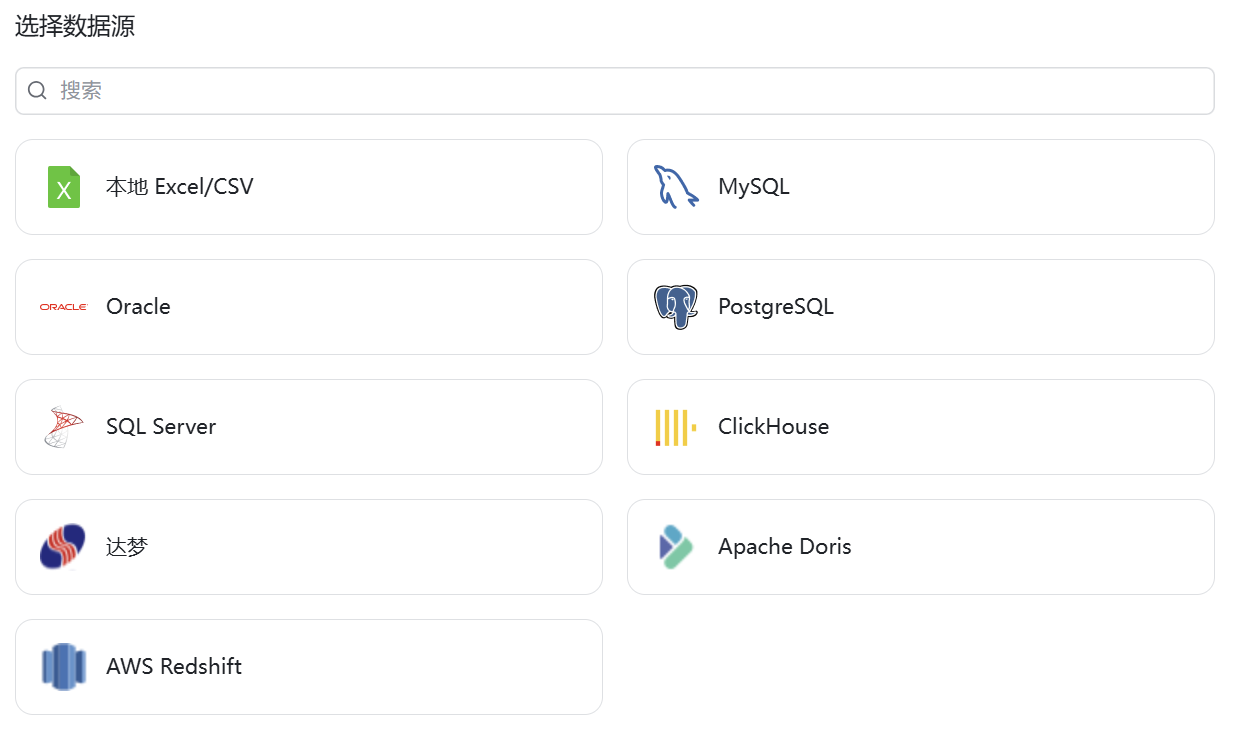 选择数据源
搜索
本地 Excel/CSV
MySQL
ORACLE
Oracle
PostgreSQL
SQL Server
ClickHouse
达梦
Apache Doris
AWS Redshift